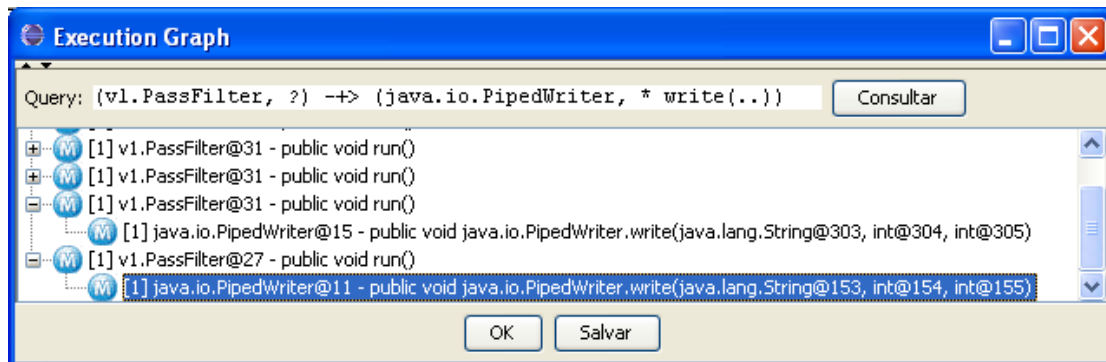 Execution Graph
Query: (v1.PassFilter, ?) -+> (java.io.PipedWriter, * write(..)) Consultar
[1] v1.PassFilter@31 - public void run()
[1] v1.PassFilter@31 - public void run()
[1] v1.PassFilter@31 - public void run()
[1] java.io.PipedWriter@15 - public void java.io.PipedWriter.write(java.lang.String@303, int@304, int@305)
[1] v1.PassFilter@27 - public void run()
[1] java.io.PipedWriter@11 - public void java.io.PipedWriter.write(java.lang.String@153, int@154, int@155)
OK Salvar